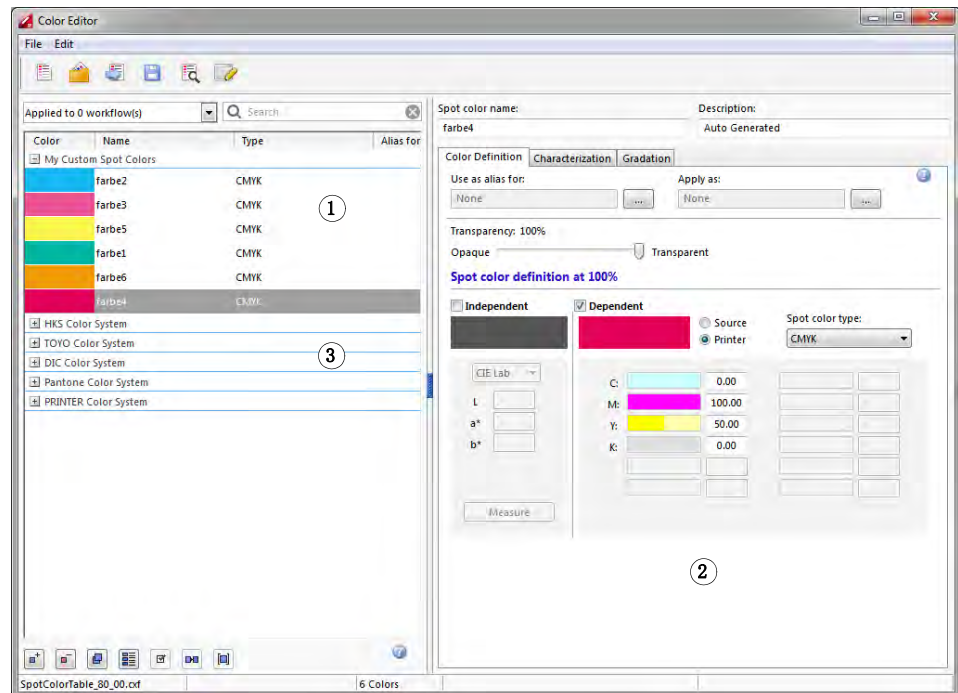 Color Editor
File Edit
Applied to 0 workflow(s)
Search
Color Name Type Alias for
My Custom Spot Colors
farbe2 CMYK
farbe3 CMYK
①
farbe5 CMYK
farbe1 CMYK
farbe6 CMYK
farbe4 CMYK
HKS Color System
TOYO Color System
③
DIC Color System
Pantone Color System
PRINTER Color System
SpotColorTable_80_00.cxf
6 Colors
Spot color name:
Description:
farbe4
Auto Generated
Color Definition Characterization Gradation
Use as alias for:
Apply as:
None ...
None ...
Transparency: 100%
Opaque Transparent
Spot color definition at 100%
Independent
Dependent
Source
Printer
Spot color type:
CMYK
CIE Lab
L
a*
b*
Measure
C: 0.00
M: 100.00
Y: 50.00
K: 0.00
②